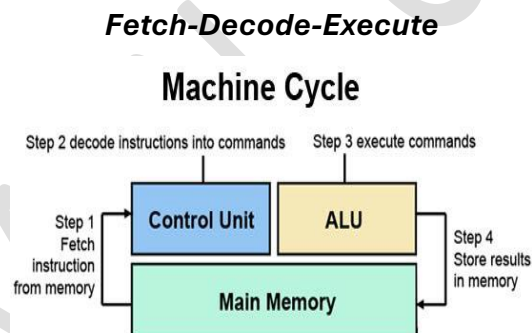 Fetch-Decode-Execute
Machine Cycle
Step 2 decode instructions into commands
Step 3 execute commands
Control Unit
ALU
Step 1
Fetch
instruction
from memory
Step 4
Store results
in memory
Main Memory